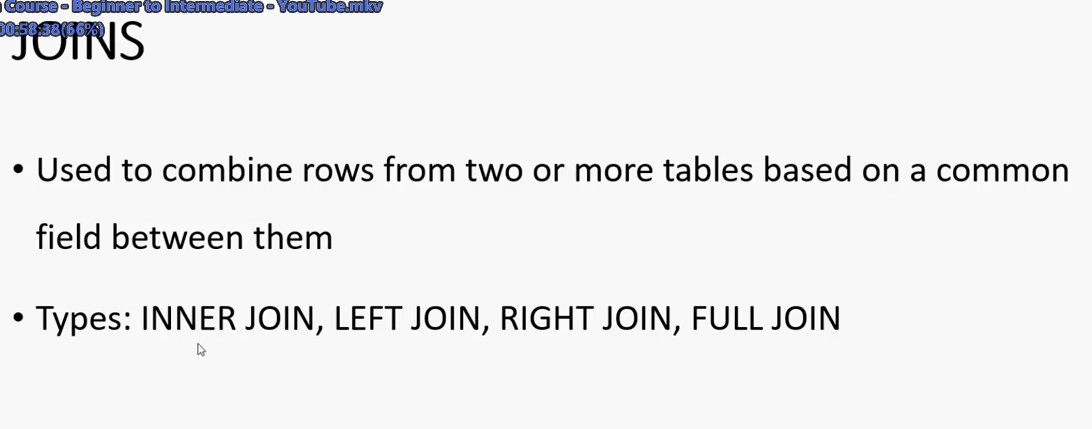 Course - Beginner to Intermediate - YouTube.mkv
00:58:38(66%)
JOINS
• Used to combine rows from two or more tables based on a common
field between them
• Types: INNER JOIN, LEFT JOIN, RIGHT JOIN, FULL JOIN